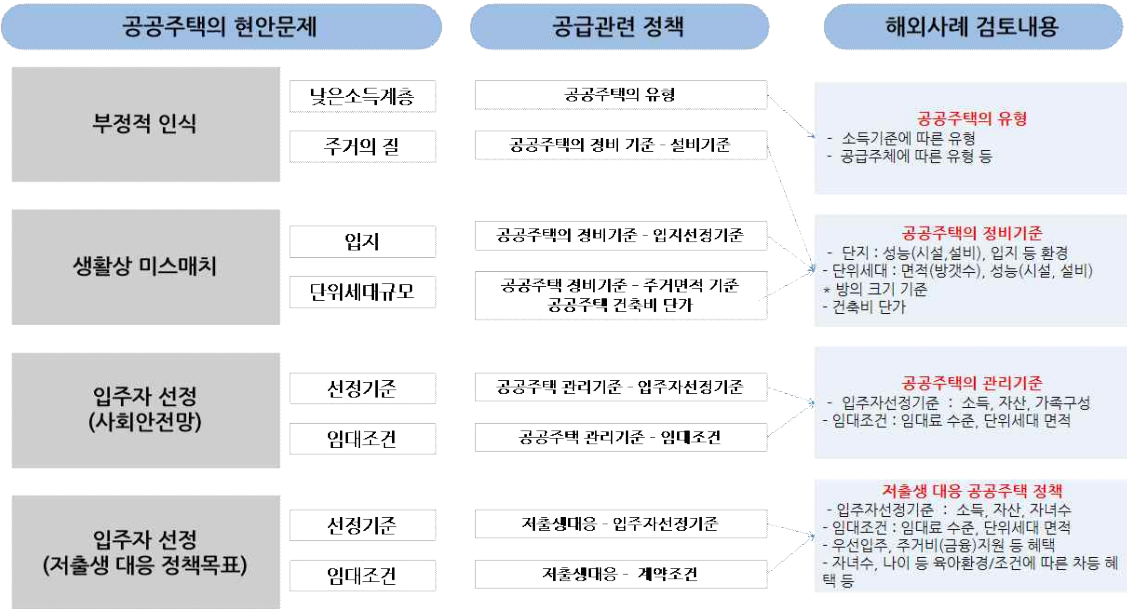 공공주택의 현안문제
공급관련 정책
해외사례 검토내용
부정적 인식
낮은소득계층
주거의 질
공공주택의 유형
공공주택의 정비 기준 - 설비기준
공공주택의 유형
- 소득기준에 따른 유형
- 공급주체에 따른 유형 등
생활상 미스매치
입지
단위세대규모
공공주택의 정비기준 - 입지선정기준
공공주택 정비기준 - 주거면적 기준
공공주택 건축비 단가
공공주택의 정비기준
- 단지 : 성능(시설,설비), 입지 등 환경
- 단위세대 : 면적(방갯수), 성능(시설, 설비)
* 방의 크기 기준
- 건축비 단가
입주자 선정
(사회안전망)
선정기준
임대조건
공공주택 관리기준 - 입주자선정기준
공공주택 관리기준 - 임대조건
공공주택의 관리기준
- 입주자선정기준 : 소득, 자산, 가족구성
- 임대조건 : 임대료 수준, 단위세대 면적
입주자 선정
(저출생 대응 정책목표)
선정기준
임대조건
저출생대응 - 입주자선정기준
저출생대응 - 계약조건
저출생 대응 공공주택 정책
- 입주자선정기준 : 소득, 자산, 자녀수
- 임대조건 : 임대료 수준, 단위세대 면적
- 우선입주, 주거비(금융)지원 등 혜택
- 자녀수, 나이 등 육아환경/조건에 따른 차등 혜
택 등